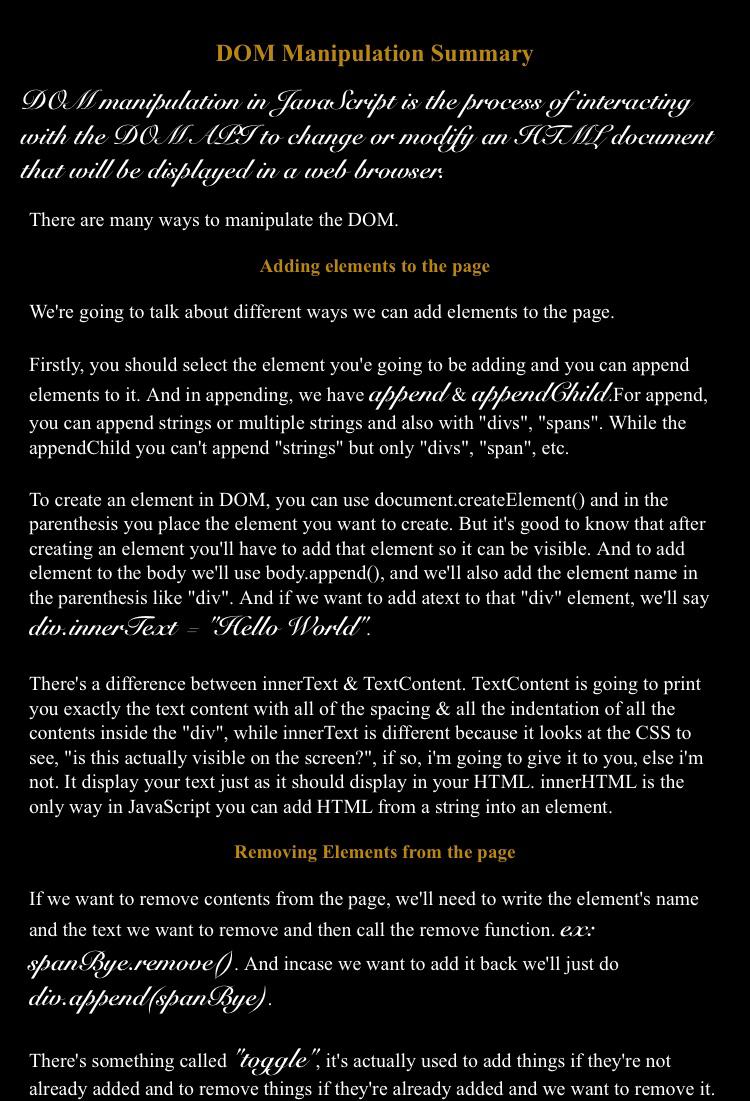 DOM Manipulation Summary
DOM manipulation in JavaScript is the process of interacting
with the DOM API to change or modify an HTML document
that will be displayed in a web browser.
There are many ways to manipulate the DOM.
Adding elements to the page
We're going to talk about different ways we can add elements to the page.
Firstly, you should select the element you'e going to be adding and you can append
elements to it. And in appending, we have append & appendChild.For append,
you can append strings or multiple strings and also with "divs", "spans". While the
appendChild you can't append "strings" but only "divs", "span", etc.
To create an element in DOM, you can use document.createElement() and in the
parenthesis you place the element you want to create. But it's good to know that after
creating an element you'll have to add that element so it can be visible. And to add
element to the body we'll use body.append(), and we'll also add the element name in
the parenthesis like "div". And if we want to add atext to that "div" element, we'll say
div.innerText = "Hello World".
There's a difference between innerText & TextContent. TextContent is going to print
you exactly the text content with all of the spacing & all the indentation of all the
contents inside the "div", while innerText is different because it looks at the CSS to
see, "is this actually visible on the screen?", if so, i'm going to give it to you, else i'm
not. It display your text just as it should display in your HTML. innerHTML is the
only way in JavaScript you can add HTML from a string into an element.
Removing Elements from the page
If we want to remove contents from the page, we'll need to write the element's name
and the text we want to remove and then call the remove function. ex:
spanBye.remove(). And incase we want to add it back we'll just do
div.append(spanBye).
There's something called "toggle", it's actually used to add things if they're not
already added and to remove things if they're already added and we want to remove it.